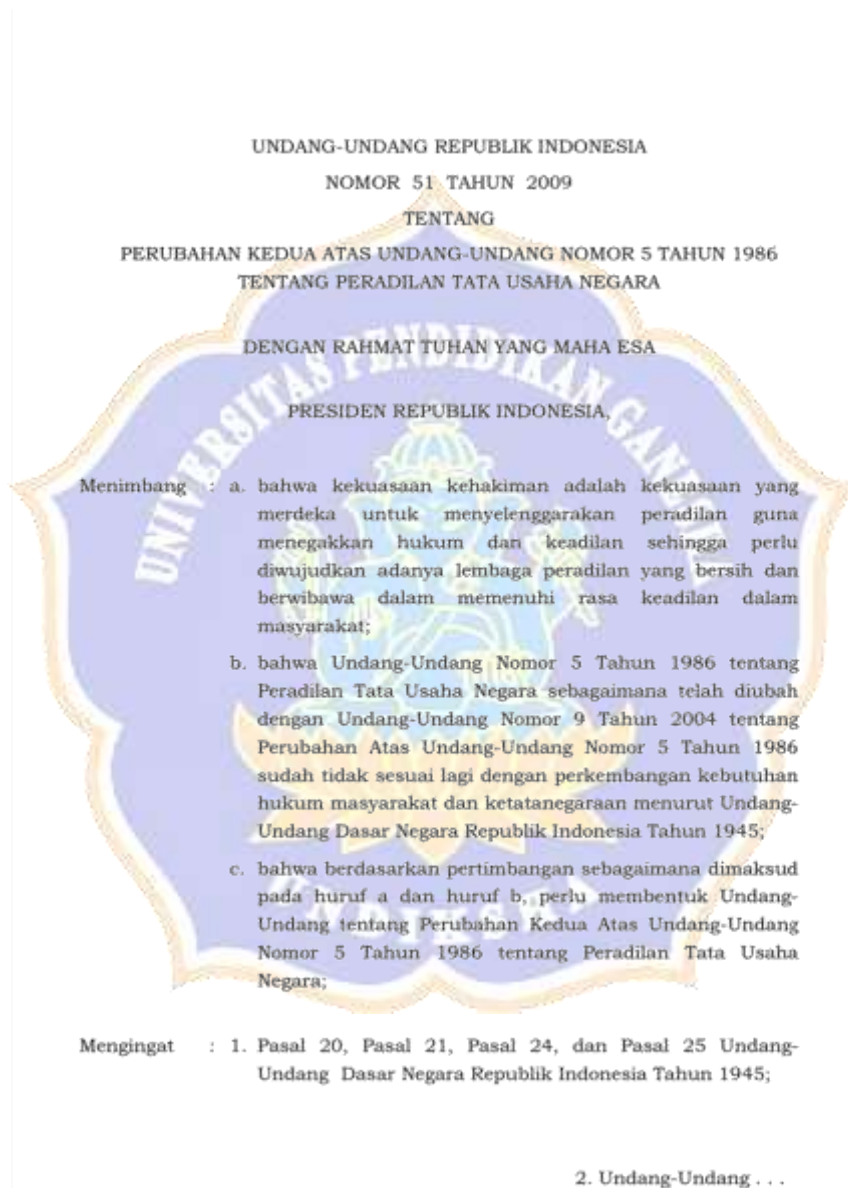 UNDANG-UNDANG REPUBLIK INDONESIA
NOMOR 51 TAHUN 2009
TENTANG
PERUBAHAN KEDUA ATAS UNDANG-UNDANG NOMOR 5 TAHUN 1986
TENTANG PERADILAN TATA USAHA NEGARA
DENGAN RAHMAT TUHAN YANG MAHA ESA
PRESIDEN REPUBLIK INDONESIA,
UNIVERSITAS PENDIDIKAN GANESHA
Menimbang : a. bahwa kekuasaan kehakiman adalah kekuasaan yang
merdeka untuk menyelenggarakan peradilan guna
menegakkan hukum dan keadilan sehingga perlu
diwujudkan adanya lembaga peradilan yang bersih dan
berwibawa dalam memenuhi rasa keadilan dalam
masyarakat;
b. bahwa Undang-Undang Nomor 5 Tahun 1986 tentang
Peradilan Tata Usaha Negara sebagaimana telah diubah
dengan Undang-Undang Nomor 9 Tahun 2004 tentang
Perubahan Atas Undang-Undang Nomor 5 Tahun 1986
sudah tidak sesuai lagi dengan perkembangan kebutuhan
hukum masyarakat dan ketatanegaraan menurut Undang-
Undang Dasar Negara Republik Indonesia Tahun 1945;
c. bahwa berdasarkan pertimbangan sebagaimana dimaksud
pada huruf a dan huruf b, perlu membentuk Undang-
Undang tentang Perubahan Kedua Atas Undang-Undang
Nomor 5 Tahun 1986 tentang Peradilan Tata Usaha
Negara;
UNDIKSHA
Mengingat : 1. Pasal 20, Pasal 21, Pasal 24, dan Pasal 25 Undang-
Undang Dasar Negara Republik Indonesia Tahun 1945;
2. Undang-Undang . . .